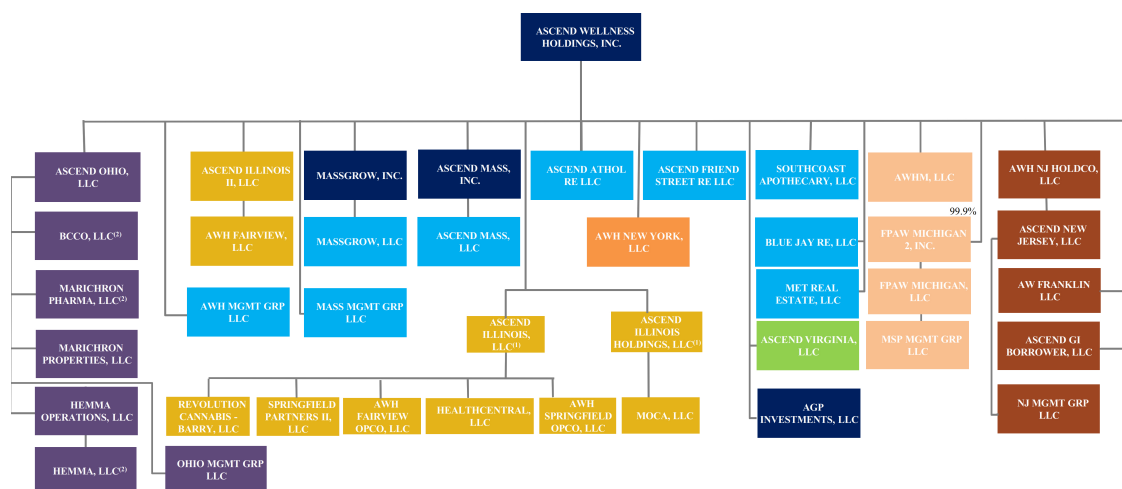 ASCEND WELLNESS
HOLDINGS, INC.
ASCEND OHIO,
LLC
ASCEND ILLINOIS
II, LLC
MASSGROW, INC.
ASCEND MASS,
INC.
ASCEND ATHOL
RE LLC
ASCEND FRIEND
STREET RE LLC
SOUTHCOAST
APOTHECARY, LLC
AWHM, LLC
AWH NJ HOLDCO,
LLC
99.9%
BCCO, LLC(2)
AWH FAIRVIEW,
LLC
MASSGROW, LLC
ASCEND MASS,
LLC
AWH NEW YORK,
LLC
BLUE JAY RE, LLC
FPAW MICHIGAN
2, INC.
ASCEND NEW
JERSEY, LLC
MARICHRON
PHARMA, LLC(2)
AWH MGMT GRP
LLC
MASS MGMT GRP
LLC
MET REAL
ESTATE, LLC
FPAW MICHIGAN,
LLC
AW FRANKLIN
LLC
MARICHRON
PROPERTIES, LLC
ASCEND
ILLINOIS,
LLC(1)
ASCEND
ILLINOIS
HOLDINGS, LLC(1)
ASCEND VIRGINIA,
LLC
MSP MGMT GRP
LLC
ASCEND GI
BORROWER, LLC
HEMMA
OPERATIONS, LLC
REVOLUTION
CANNABIS -
BARRY, LLC
SPRINGFIELD
PARTNERS II,
LLC
AWH
FAIRVIEW
OPCO, LLC
HEALTHCENTRAL,
LLC
AWH
SPRINGFIELD
OPCO, LLC
MOCA, LLC
AGP
INVESTMENTS, LLC
NJ MGMT GRP
LLC
HEMMA, LLC(2)
OHIO MGMT GRP
LLC